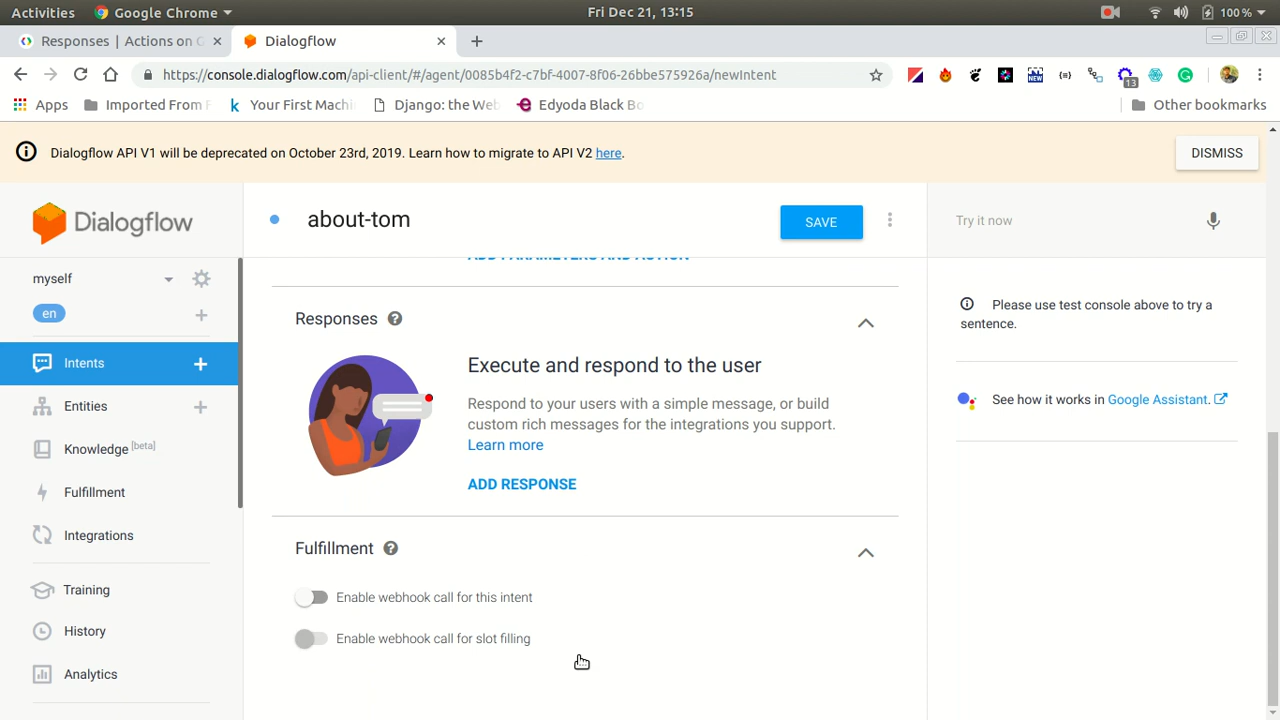 Activities Google Chrome Fri Dec 21, 13:15 100 %
Responses | Actions on G Dialogflow
https://console.dialogflow.com/api-client/#/agent/0085b4f2-c7bf-4007-8f06-26bbe575926a/newIntent NEW 13
Apps Imported From F k Your First Machi Django: the Web Edyoda Black Bo Other bookmarks
Dialogflow API V1 will be deprecated on October 23rd, 2019. Learn how to migrate to API V2 here. DISMISS
Dialogflow about-tom SAVE Try it now
ADD PARAMETERS AND ACTION
myself
en
Intents
Entities
Knowledge [beta]
Fulfillment
Integrations
Training
History
Analytics
Responses
Execute and respond to the user
Respond to your users with a simple message, or build
custom rich messages for the integrations you support.
Learn more
ADD RESPONSE
Fulfillment
Enable webhook call for this intent
Enable webhook call for slot filling
Please use test console above to try a
sentence.
See how it works in Google Assistant.